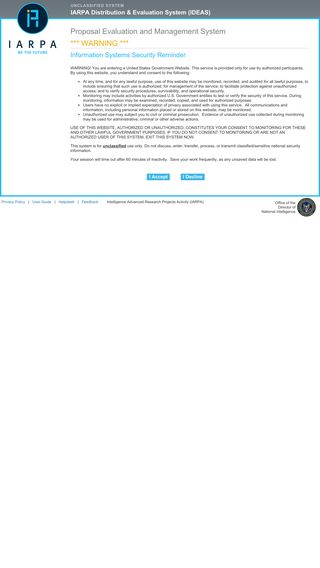 UNCLASSIFIED SYSTEM
IARPA Distribution & Evaluation System (IDEAS)
IARPA
BE THE FUTURE
Proposal Evaluation and Management System
*** WARNING ***
Information Systems Security Reminder
WARNING! You are entering a United States Government Website. This service is provided only for use by authorized participants.
By using this website, you understand and consent to the following:
• At any time, and for any lawful purpose, use of this website may be monitored, recorded, and audited for all lawful purpose, to
include ensuring that such use is authorized; for management of the service; to facilitate protection against unauthorized
access; and to verify security procedures, survivability, and operational security.
• Monitoring may include activities by authorized U.S. Government entities to test or verify the security of this service. During
monitoring, information may be examined, recorded, copied, and used for authorized purposes.
• Users have no explicit or implied expectation of privacy associated with using this service. All communications and
information, including personal information placed or stored on this website, may be monitored.
• Unauthorized use may subject you to civil or criminal prosecution. Evidence of unauthorized use collected during monitoring
may be used for administrative, criminal or other adverse actions.
USE OF THIS WEBSITE, AUTHORIZED OR UNAUTHORIZED, CONSTITUTES YOUR CONSENT TO MONITORING FOR THESE
AND OTHER LAWFUL GOVERNMENT PURPOSES. IF YOU DO NOT CONSENT TO MONITORING OR ARE NOT AN
AUTHORIZED USER OF THIS SYSTEM, EXIT THIS SYSTEM NOW.
This system is for unclassified use only. Do not discuss, enter, transfer, process, or transmit classified/sensitive national security
information.
Your session will time out after 60 minutes of inactivity. Save your work frequently, as any unsaved data will be lost.
I Accept I Decline
Privacy Policy | User Guide | Helpdesk | Feedback Intelligence Advanced Research Projects Activity (IARPA)
Office of the
Director of
National Intelligence